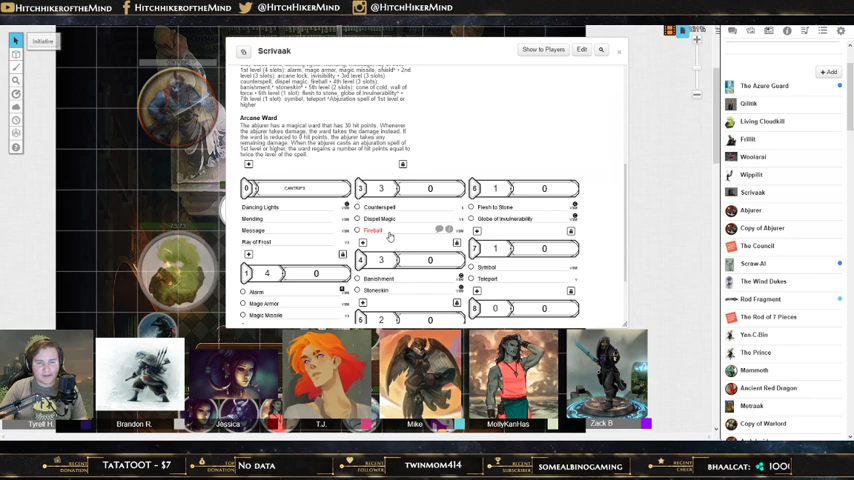 HITCHHIKEROFTHEMIND
HITCHHIKEROFTHEMIND
@HITCHHIKERMIND
@HITCHHIKERMIND
Initiative
Scrivaak
Show to Players
Edit
1st level (4 slots): alarm, mage armor, magic missile, shield* • 2nd
level (3 slots): arcane lock, invisibility • 3rd level (3 slots):
counterspell, dispel magic, fireball • 4th level (3 slots):
banishment,* stoneskin* • 5th level (2 slots): cone of cold, wall of
force • 6th level (1 slot): flesh to stone, globe of invulnerability*
7th level (1 slot): symbol, teleport *Abjuration spell of 1st level or
higher
Arcane Ward
The abjurer has a magical ward that has 30 hit points. Whenever
the abjurer takes damage, the ward takes the damage instead. If
the ward is reduced to 0 hit points, the abjurer takes any
remaining damage. When the abjurer casts an abjuration spell of
1st level or higher, the ward regains a number of hit points equal to
twice the level of the spell.
0 CANTRIPS
Dancing Lights
Mending
Message
Ray of Frost
1 4 0
Alarm
Mage Armor
Magic Missile
3 3 0
Counterspell
Dispel Magic
Fireball
4 3 0
Banishment
Stoneskin
5 2 0
6 1 0
Flesh to Stone
Globe of Invulnerability
7 1 0
Symbol
Teleport
8 0 0
+ Add
The Azure Guard
Living Cloudkill
Frillit
Woolarai
Wippilit
Scrivaak
Abjurer
Copy of Abjurer
The Council
Scraw-Al
The Wind Dukes
Rod Fragment
The Rod of 7 Pieces
Yan-C-Bin
The Prince
Mammoth
Ancient Red Dragon
Metraak
Copy of Warlord
Tyrell H.
Brandon R.
Jessica
T.J.
Mike
MollyKanHas
Zack B
RECENT DONATION
TATATOOT - $7
TOP DONATION
NO DATA
RECENT FOLLOWER
TWINMOM414
RECENT SUBSCRIBER
SOMEALBINOGAMING
RECENT CHEER
BHAALCAT: